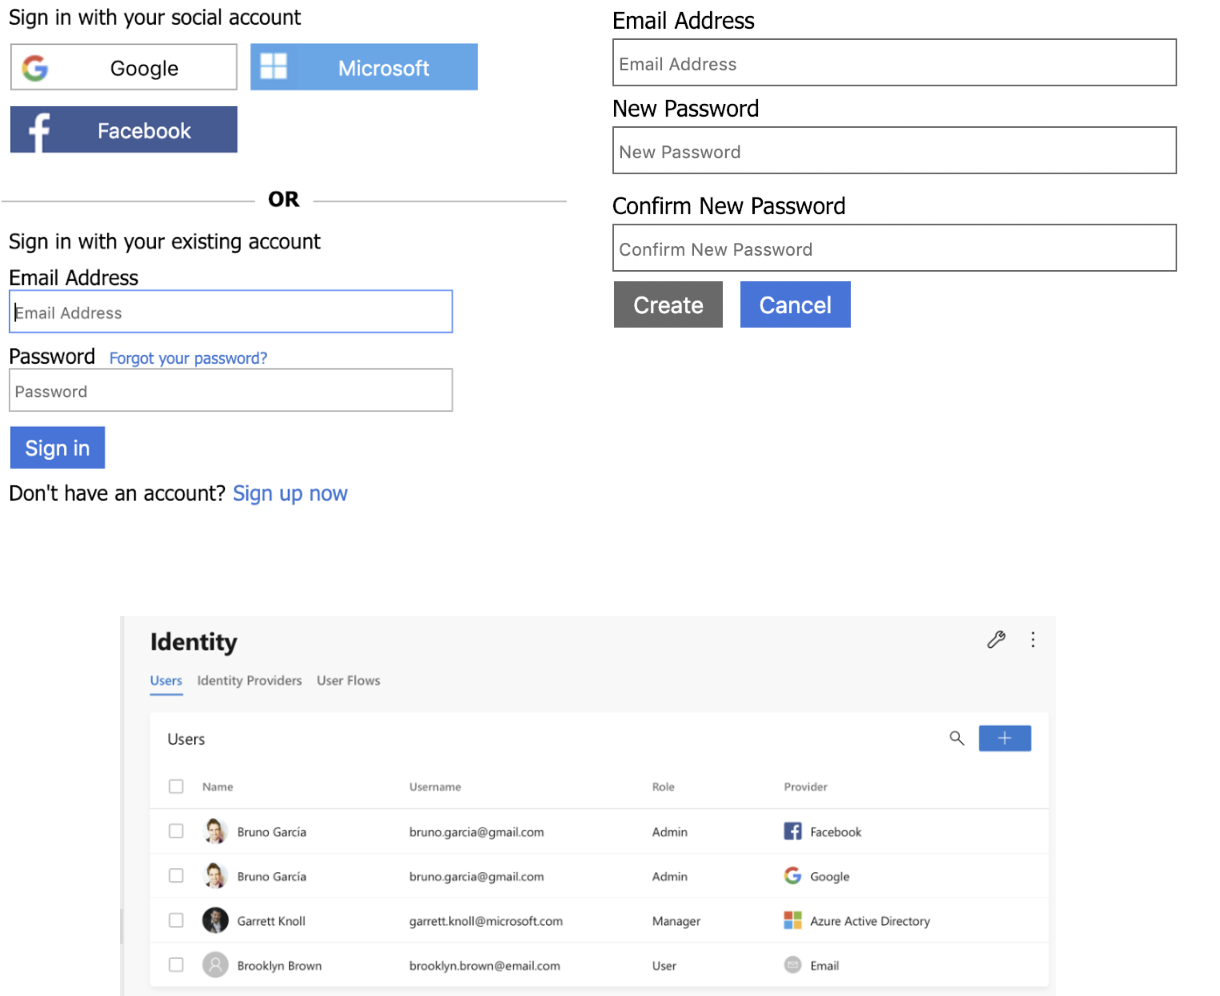 Sign in with your social account
Google
Microsoft
Facebook
OR
Sign in with your existing account
Email Address
Email Address
Password Forgot your password?
Password
Sign in
Don't have an account? Sign up now
Email Address
Email Address
New Password
New Password
Confirm New Password
Confirm New Password
Create Cancel
Identity
Users Identity Providers User Flows
Users
Name Username Role Provider
Bruno García bruno.garcia@gmail.com Admin Facebook
Bruno García bruno.garcia@gmail.com Admin Google
Garrett Knoll garrett.knoll@microsoft.com Manager Azure Active Directory
Brooklyn Brown brooklyn.brown@email.com User Email